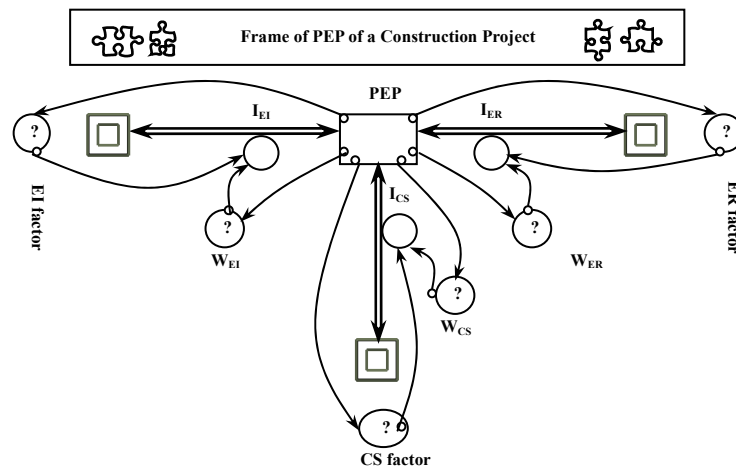 Frame of PEP of a Construction Project
PEP
I_EI
I_ER
?
?
EI factor
ER factor
I_CS
?
?
W_EI
W_ER
?
W_CS
?
CS factor